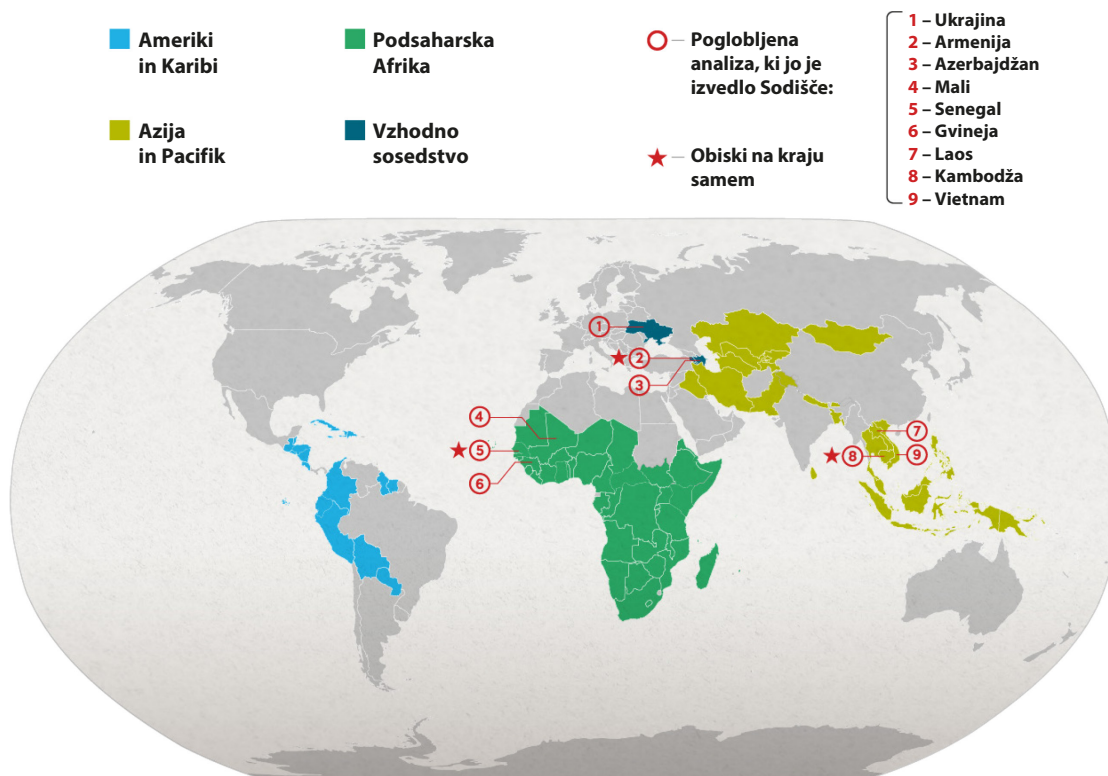 Ameriki
in Karibi
Podsaharska
Afrika
Azija
in Pacifik
Vzhodno
sosedstvo
Poglobljena
analiza, ki jo je
izvedlo Sodišče:
Obiski na kraju
samem
1 – Ukrajina
2 – Armenija
3 – Azerbajdžan
4 – Mali
5 – Senegal
6 – Gvineja
7 – Laos
8 – Kambodža
9 – Vietnam
1
2
3
4
5
6
7
8
9